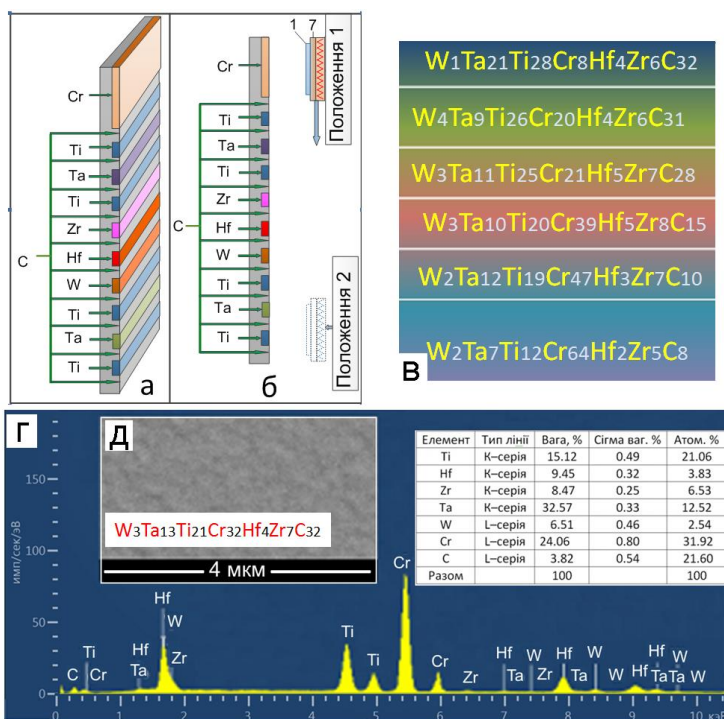 Cr
Ti
Ta
Ti
Zr
C
Hf
W
Ti
Ta
Ti
а
Cr
Ti
Ta
Ti
Zr
C
Hf
W
Ti
Ta
Ti
б
1 7
Положення 1
Положення 2
W1Ta21Ti28Cr8Hf4Zr6C32
W4Ta9Ti26Cr20Hf4Zr6C31
W3Ta11Ti25Cr21Hf5Zr7C28
W3Ta10Ti20Cr39Hf5Zr8C15
W2Ta12Ti19Cr47Hf3Zr7C10
W2Ta7Ti12Cr64Hf2Zr5C8
В
Г
Д
W3Ta13Ti21Cr32Hf4Zr7C32
4 мкм
Елемент Тип лінії Вага, % Сігма ваг. % Атом. %
Ti К–серія 15.12 0.49 21.06
Hf К–серія 9.45 0.32 3.83
Zr К–серія 8.47 0.25 6.53
Ta К–серія 32.57 0.33 12.52
W L–серія 6.51 0.46 2.54
Cr L–серія 24.06 0.80 31.92
C L–серія 3.82 0.54 21.60
Разом 100 100
имп/сек/эВ
150
100
50
0
C Ti Cr Hf Ta Hf W Zr Ti Ti Cr Cr Zr Hf Ta W Zr Hf Ta W W Hf Hf Ta W Ta W
1 2 3 4 5 6 7 8 9 10